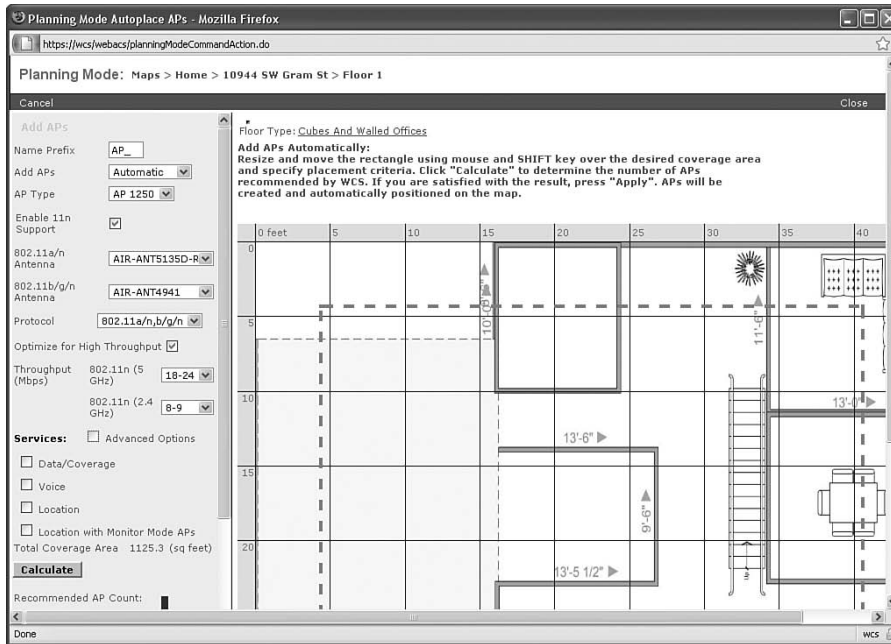 Planning Mode Autoplace APs - Mozilla Firefox
https://wcs/webacs/planningModeCommandAction.do
Planning Mode: Maps > Home > 10944 SW Gram St > Floor 1
Cancel Close
Add APs
Name Prefix AP_
Add APs Automatic
AP Type AP 1250
Enable 11n Support
802.11a/n Antenna AIR-ANT5135D-R
802.11b/g/n Antenna AIR-ANT4941
Protocol 802.11a/n,b/g/n
Optimize for High Throughput
Throughput (Mbps) 802.11n (5 GHz) 18-24
802.11n (2.4 GHz) 8-9
Services: Advanced Options
Data/Coverage
Voice
Location
Location with Monitor Mode APs
Total Coverage Area 1125.3 (sq feet)
Calculate
Recommended AP Count:
Floor Type: Cubes And Walled Offices
Add APs Automatically:
Resize and move the rectangle using mouse and SHIFT key over the desired coverage area
and specify placement criteria. Click "Calculate" to determine the number of APs
recommended by WCS. If you are satisfied with the result, press "Apply". APs will be
created and automatically positioned on the map.
0 feet 5 10 15 20 25 30 35 40
0
5
10
15
20
11'-6"
13'-0"
13'-6"
9'-6"
13'-5 1/2"
Up
Done wcs